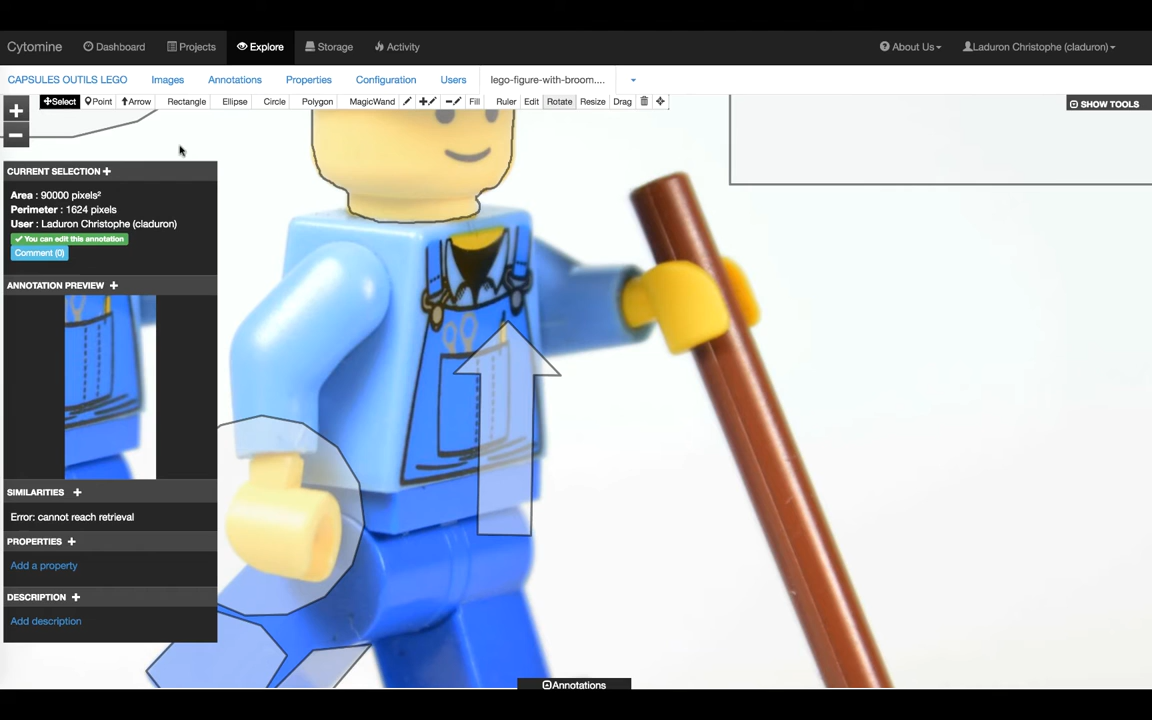 Cytomine Dashboard Projects Explore Storage Activity About Us Laduron Christophe (claduron)
CAPSULES OUTILS LEGO Images Annotations Properties Configuration Users lego-figure-with-broom....
Select Point Arrow Rectangle Ellipse Circle Polygon MagicWand Fill Ruler Edit Rotate Resize Drag
SHOW TOOLS
CURRENT SELECTION
Area : 90000 pixels²
Perimeter : 1624 pixels
User : Laduron Christophe (claduron)
You can edit this annotation
Comment (0)
ANNOTATION PREVIEW
SIMILARITIES
Error: cannot reach retrieval
PROPERTIES
Add a property
DESCRIPTION
Add description
Annotations